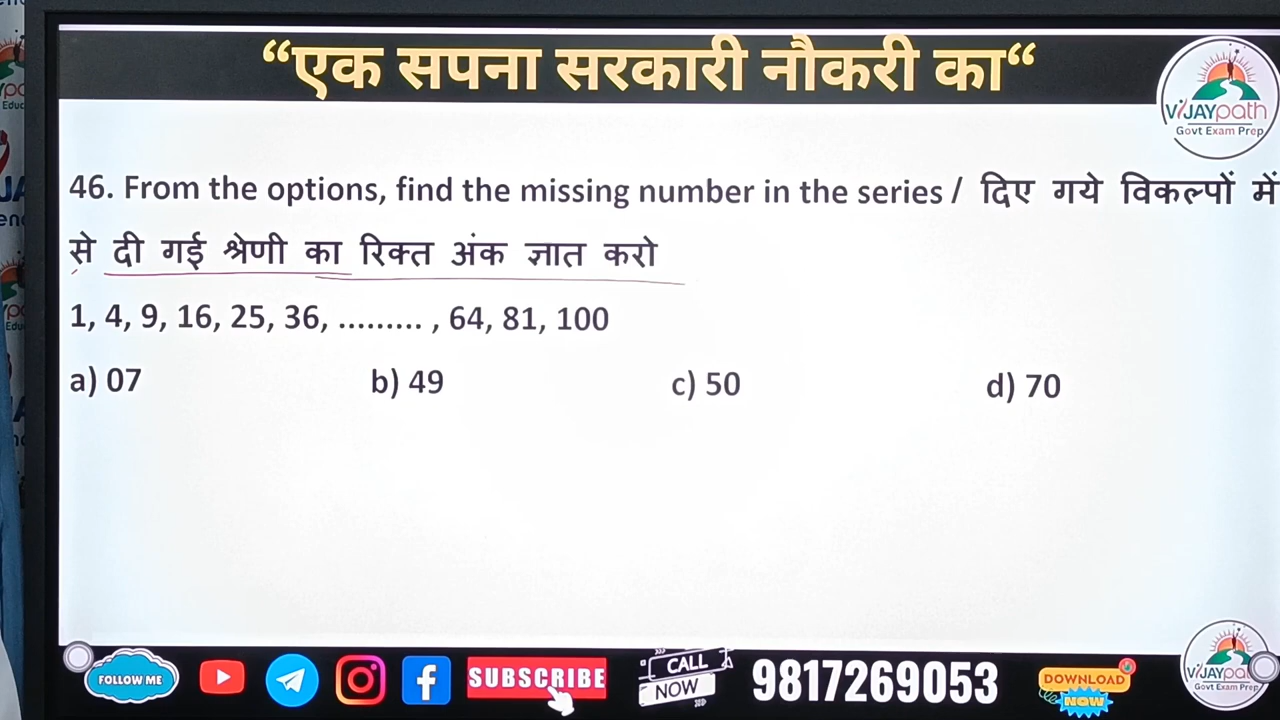 “एक सपना सरकारी नौकरी का“
ViJAYpath
Govt Exam Prep
46. From the options, find the missing number in the series / दिए गये विकल्पों में
से दी गई श्रेणी का रिक्त अंक ज्ञात करो
1, 4, 9, 16, 25, 36, ......... , 64, 81, 100
a) 07 b) 49 c) 50 d) 70
FOLLOW ME
SUBSCRIBE
CALL
NOW
9817269053
DOWNLOAD
NOW
ViJAYpath
Govt Exam Prep